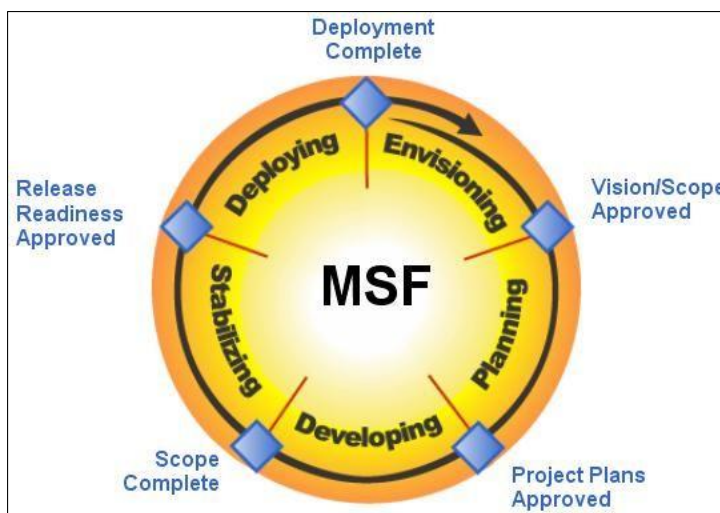 Deployment
Complete
Deploying
Envisioning
Release
Readiness
Approved
Vision/Scope
Approved
MSF
Stabilizing
Planning
Developing
Scope
Complete
Project Plans
Approved